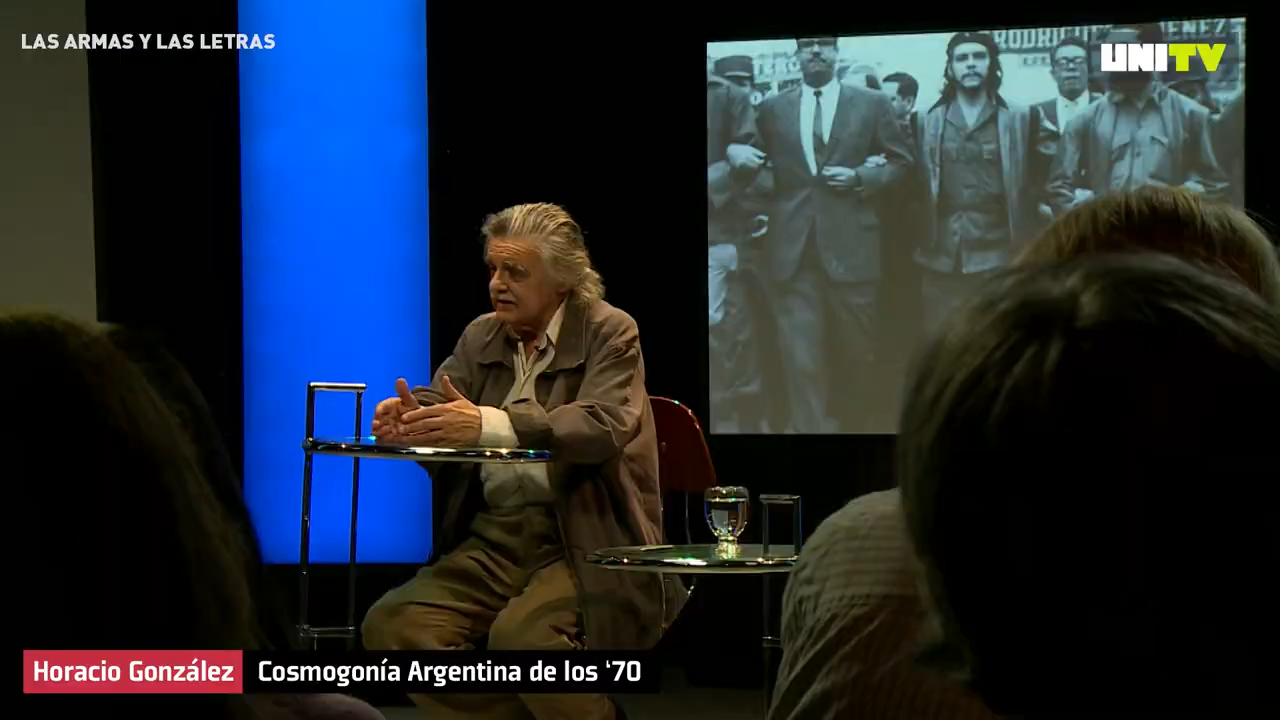 LAS ARMAS Y LAS LETRAS
UNITV
Horacio González
Cosmogonía Argentina de los ‘70